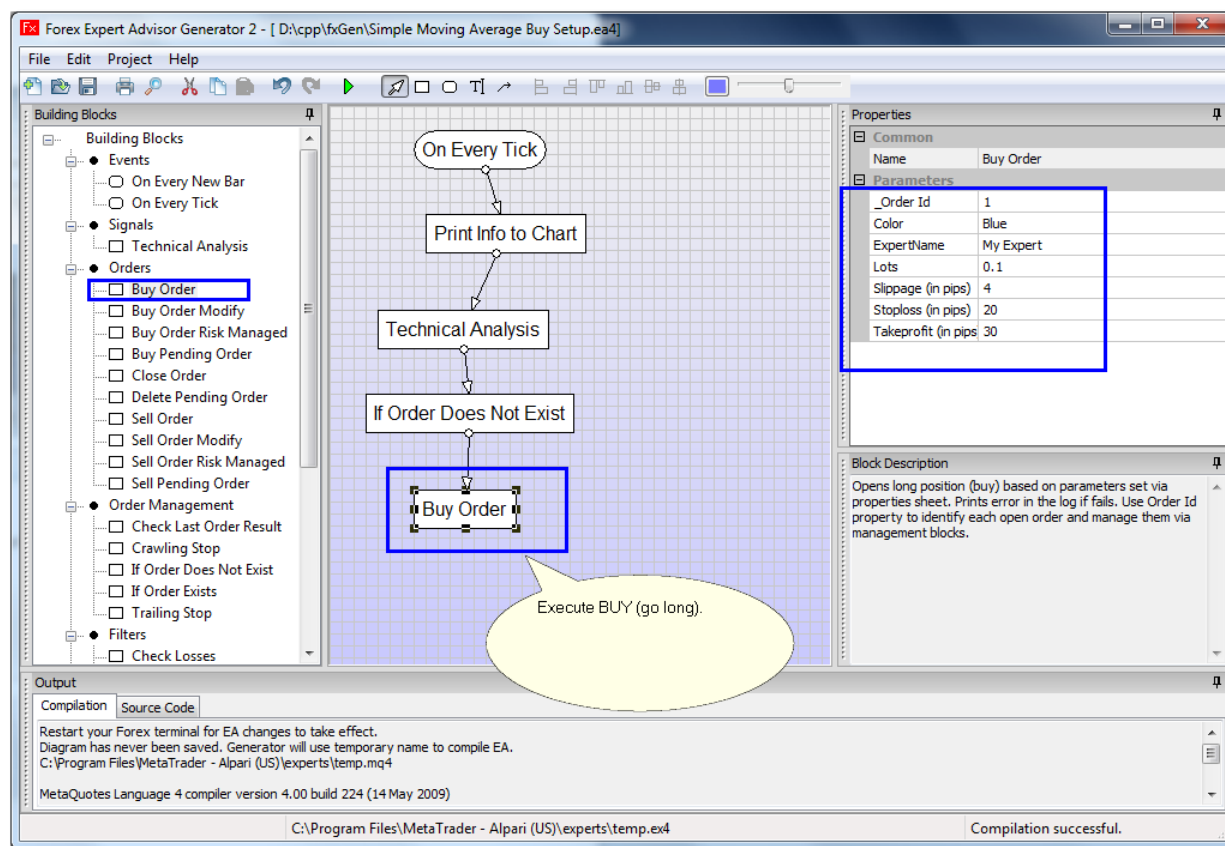 Forex Expert Advisor Generator 2 - [ D:\cpp\fxGen\Simple Moving Average Buy Setup.ea4]
File Edit Project Help
Building Blocks
Building Blocks
Events
On Every New Bar
On Every Tick
Signals
Technical Analysis
Orders
Buy Order
Buy Order Modify
Buy Order Risk Managed
Buy Pending Order
Close Order
Delete Pending Order
Sell Order
Sell Order Modify
Sell Order Risk Managed
Sell Pending Order
Order Management
Check Last Order Result
Crawling Stop
If Order Does Not Exist
If Order Exists
Trailing Stop
Filters
Check Losses
On Every Tick
Print Info to Chart
Technical Analysis
If Order Does Not Exist
Buy Order
Execute BUY (go long).
Properties
Common
Name Buy Order
Parameters
_Order Id 1
Color Blue
ExpertName My Expert
Lots 0.1
Slippage (in pips) 4
Stoploss (in pips) 20
Takeprofit (in pips 30
Block Description
Opens long position (buy) based on parameters set via
properties sheet. Prints error in the log if fails. Use Order Id
property to identify each open order and manage them via
management blocks.
Output
Compilation Source Code
Restart your Forex terminal for EA changes to take effect.
Diagram has never been saved. Generator will use temporary name to compile EA.
C:\Program Files\MetaTrader - Alpari (US)\experts\temp.mq4
MetaQuotes Language 4 compiler version 4.00 build 224 (14 May 2009)
C:\Program Files\MetaTrader - Alpari (US)\experts\temp.ex4 Compilation successful.